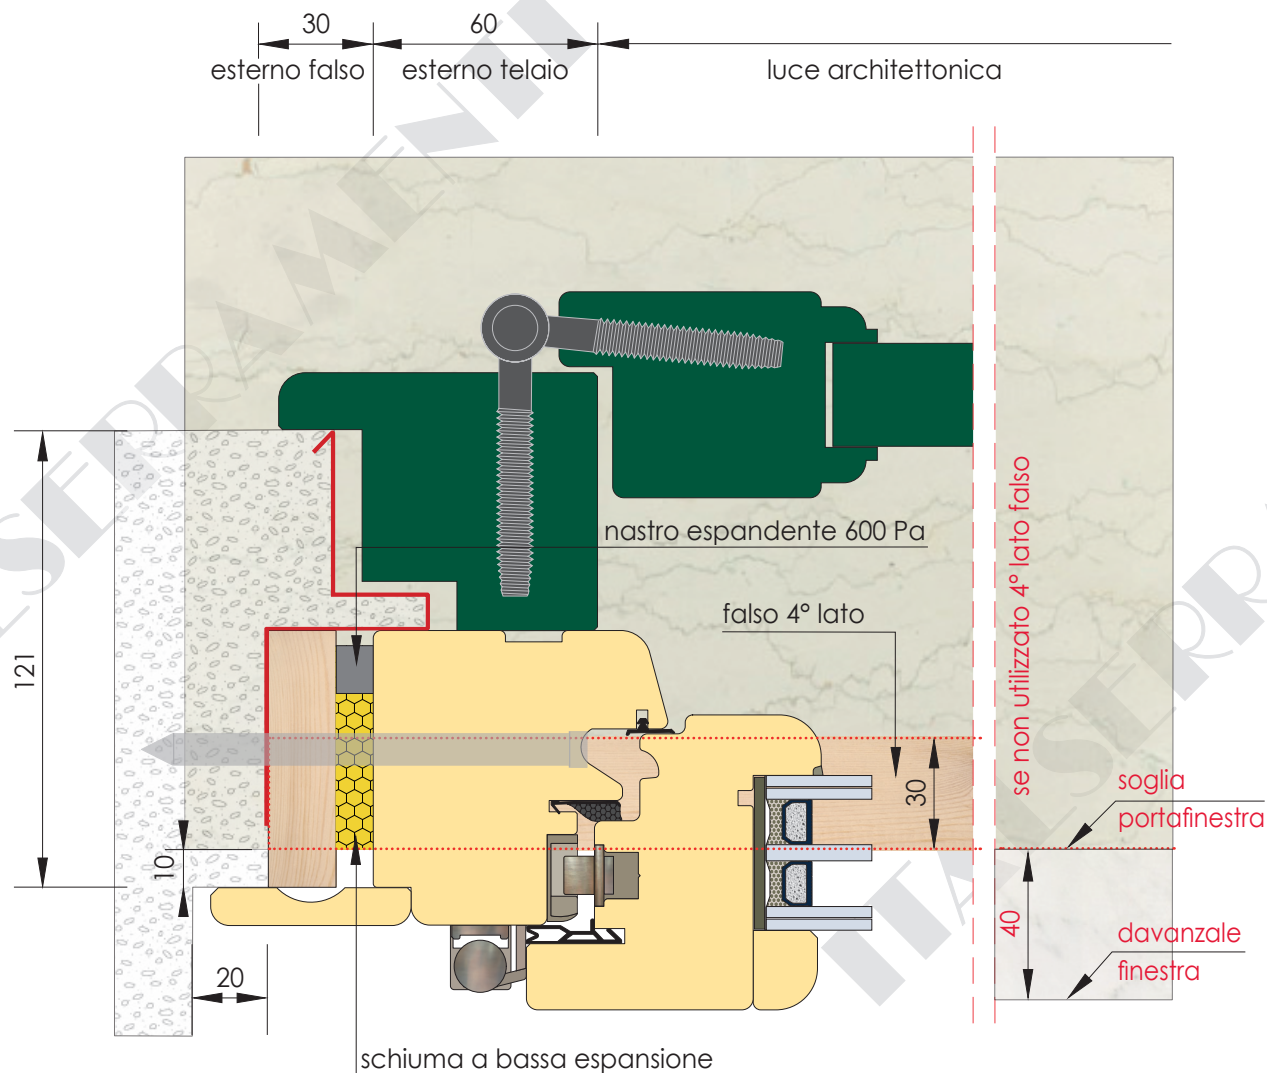 30
60
esterno falso
esterno telaio
luce architettonica
nastro espandente 600 Pa
falso 4° lato
se non utilizzato 4° lato falso
121
30
soglia
portafinestra
10
40
davanzale
finestra
20
schiuma a bassa espansione